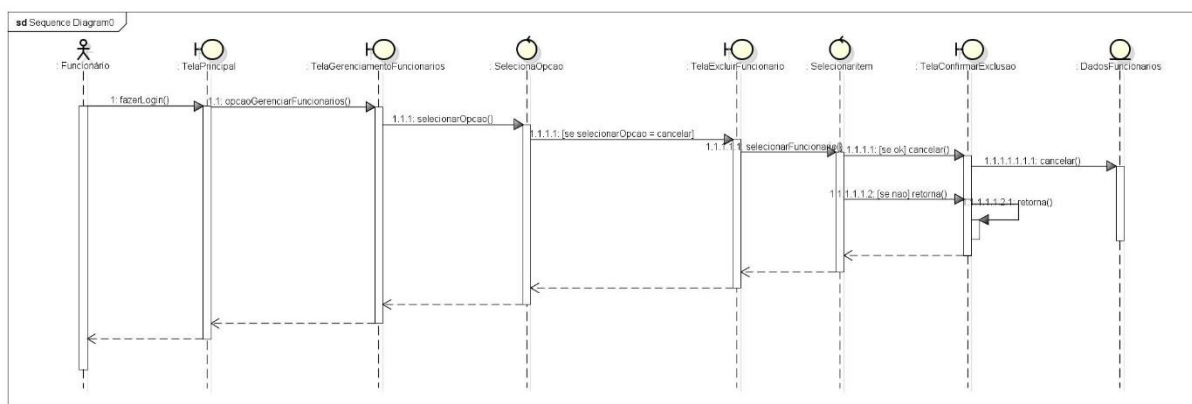 sd Sequence Diagram0
: Funcionário
: TelaPrincipal
: TelaGerenciamentoFuncionarios
: SelecionaOpcao
: TelaExcluirFuncionario
: SelecionarItem
: TelaConfirmarExclusao
: DadosFuncionarios
1: fazerLogin()
1.1: opcaoGerenciarFuncionarios()
1.1.1: selecionarOpcao()
1.1.1.1: [se selecionarOpcao = cancelar]
1.1.1.1.1: selecionarFuncionario()
1.1.1.1.1: [se ok] cancelar()
1.1.1.1.1.1.1: cancelar()
1.1.1.1.1.2: [se nao] retorna()
1.1.1.1.1.2.1: retorna()